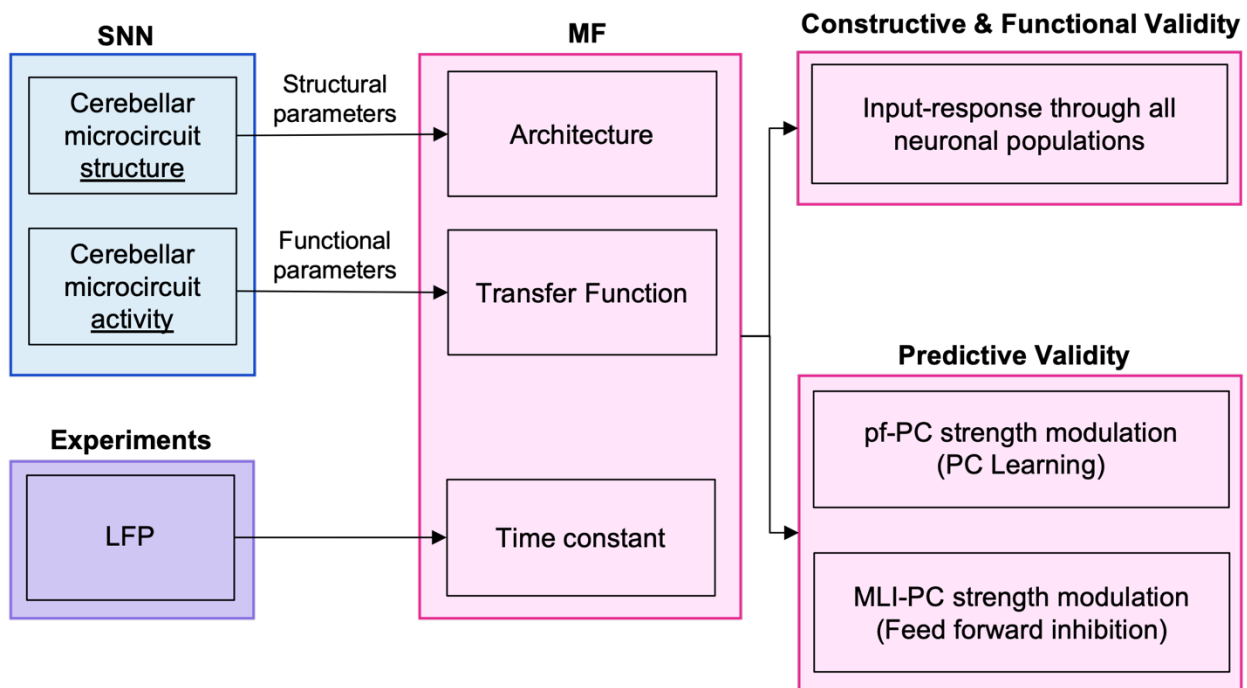 SNN
Cerebellar
microcircuit
structure
Cerebellar
microcircuit
activity
Structural
parameters
Functional
parameters
Experiments
LFP
MF
Architecture
Transfer Function
Time constant
Constructive & Functional Validity
Input-response through all
neuronal populations
Predictive Validity
pf-PC strength modulation
(PC Learning)
MLI-PC strength modulation
(Feed forward inhibition)